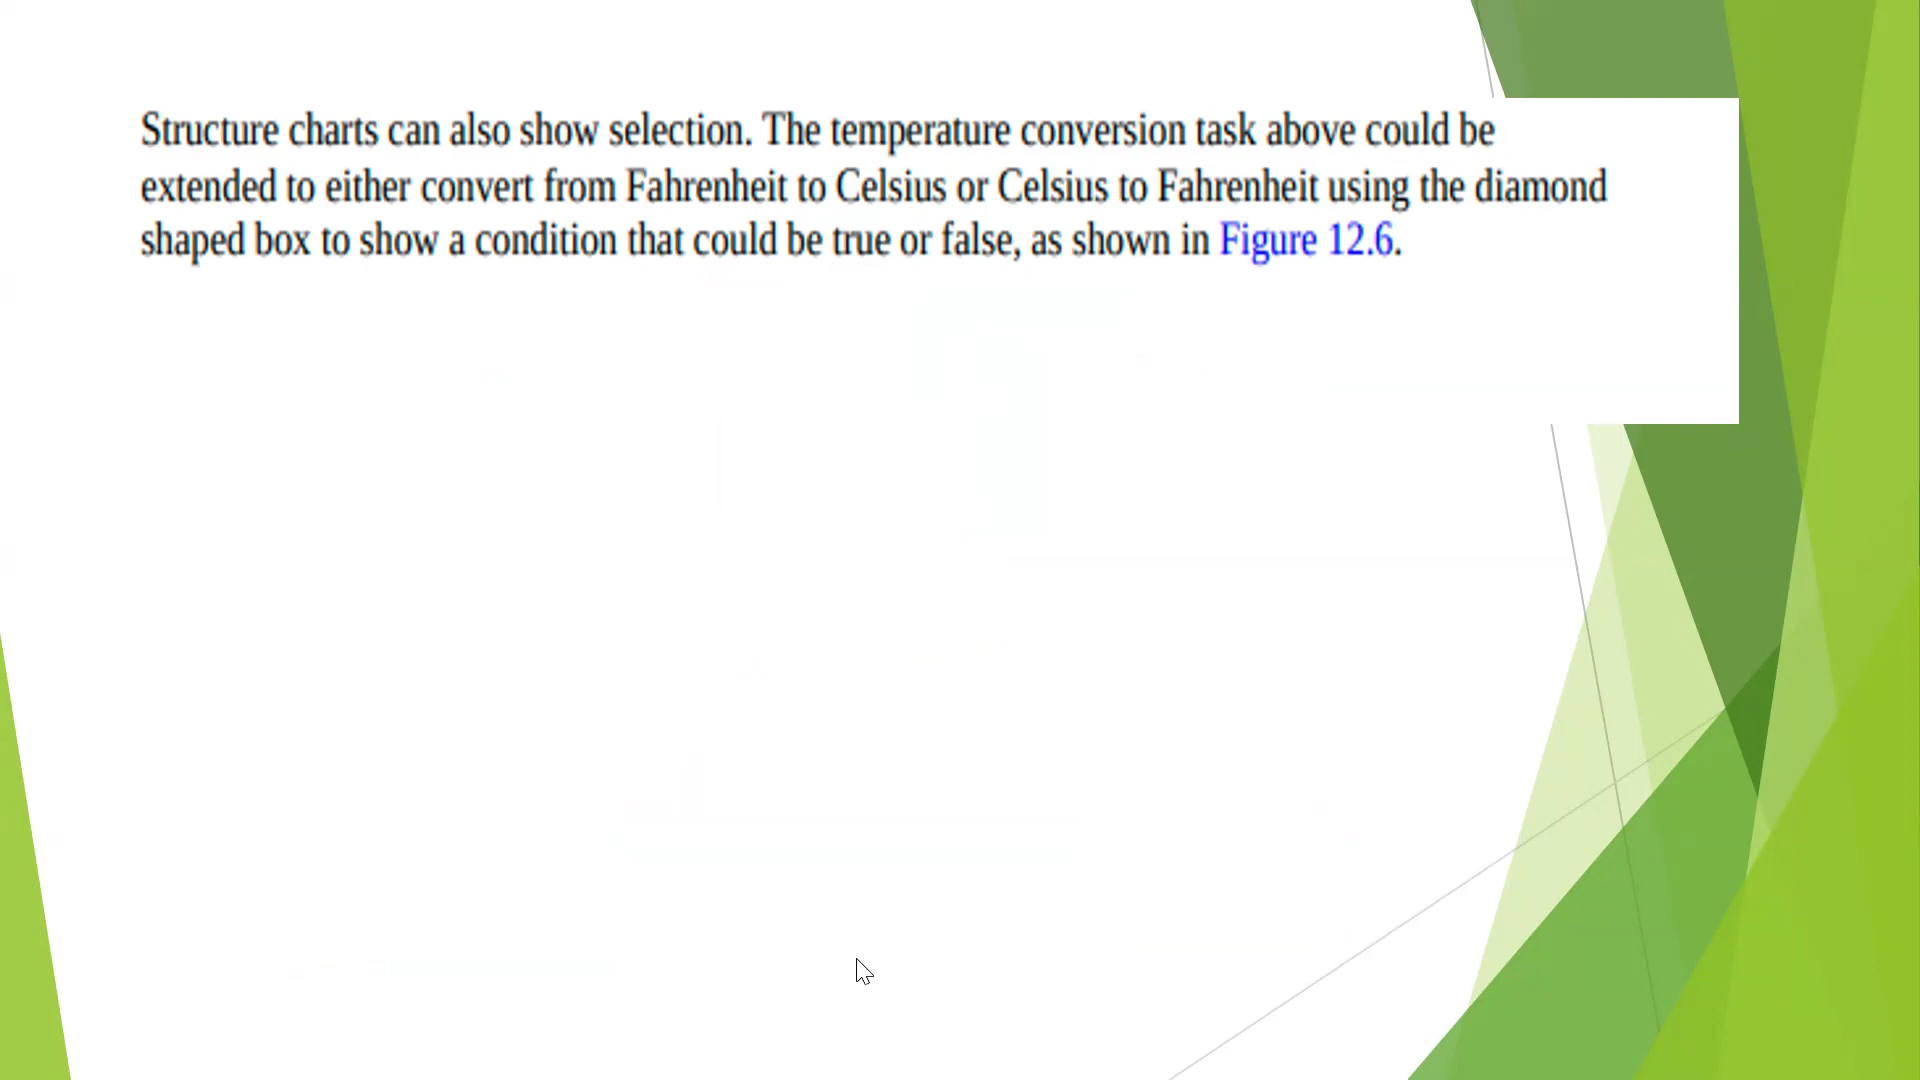 Structure charts can also show selection. The temperature conversion task above could be
extended to either convert from Fahrenheit to Celsius or Celsius to Fahrenheit using the diamond
shaped box to show a condition that could be true or false, as shown in Figure 12.6.